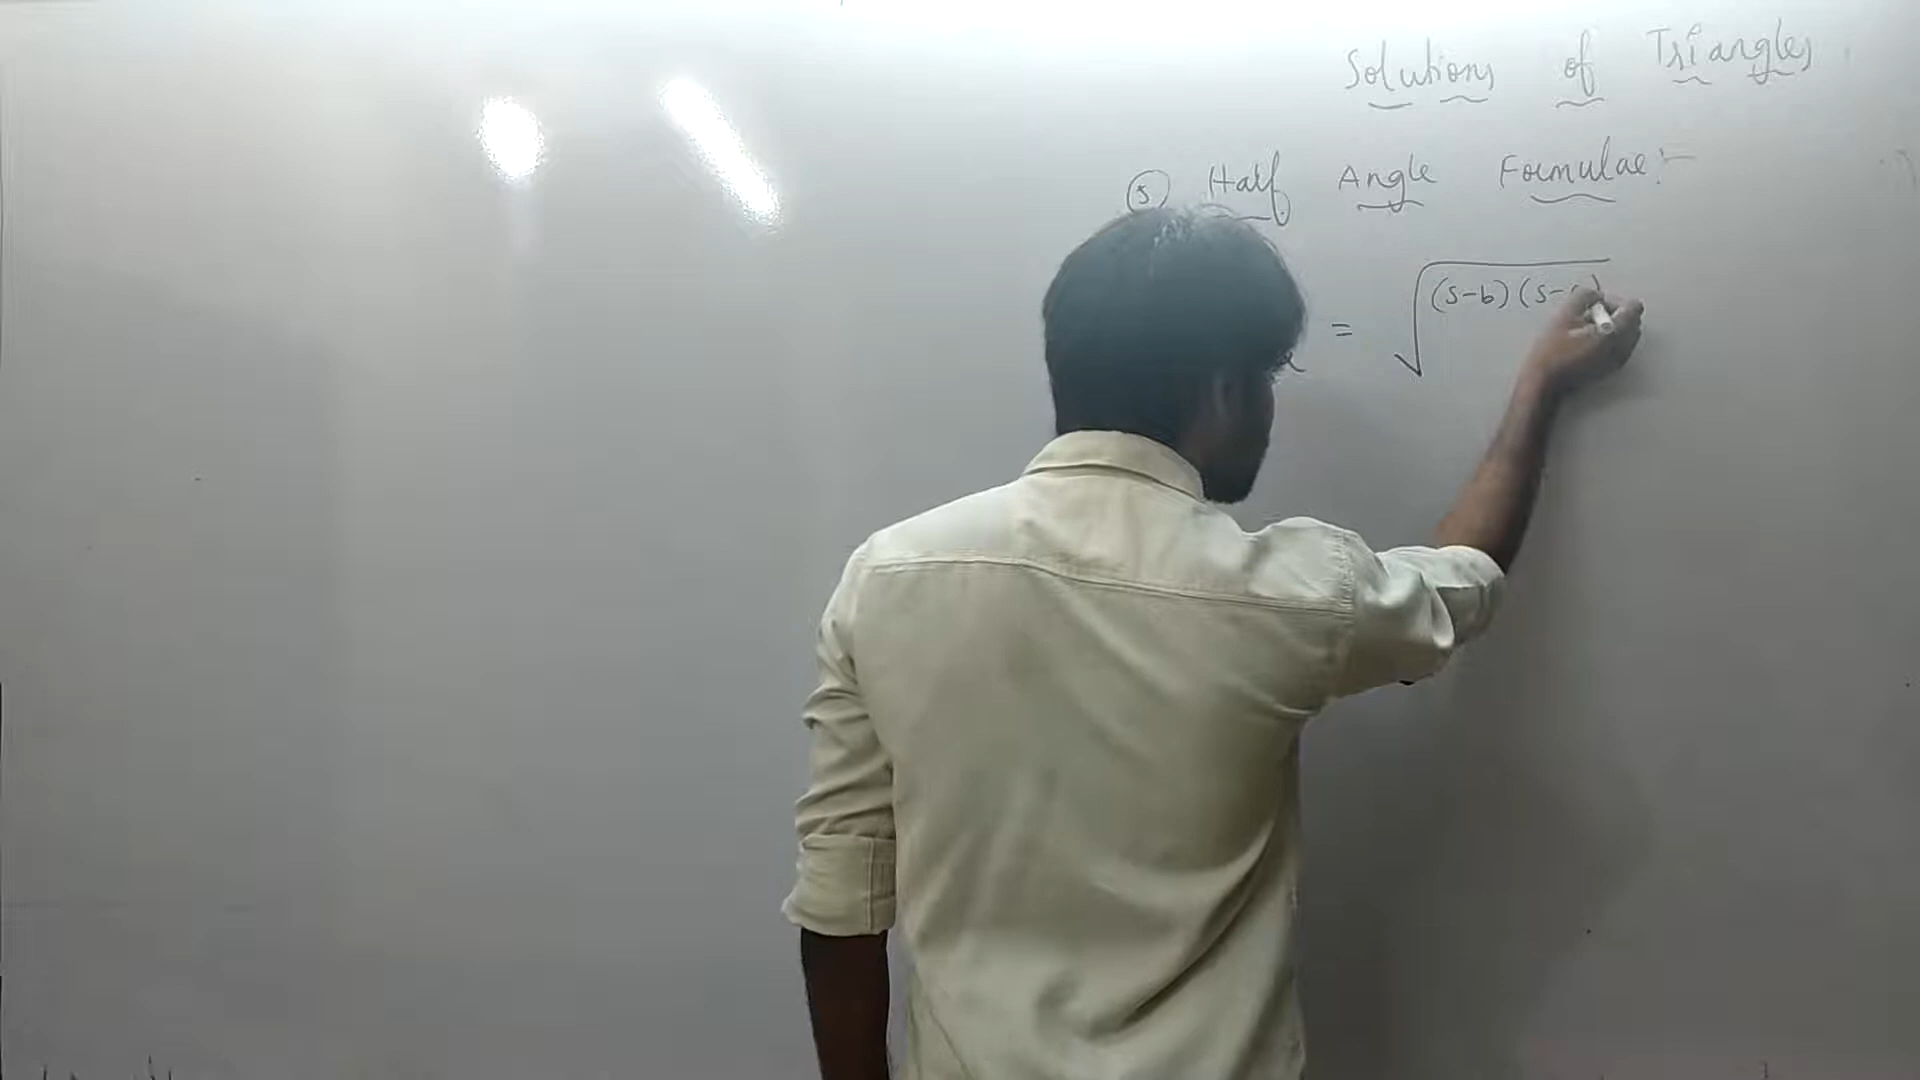 Solutions of Triangles
⑤ Half Angle Formulae:-
= √(s-b)(s-